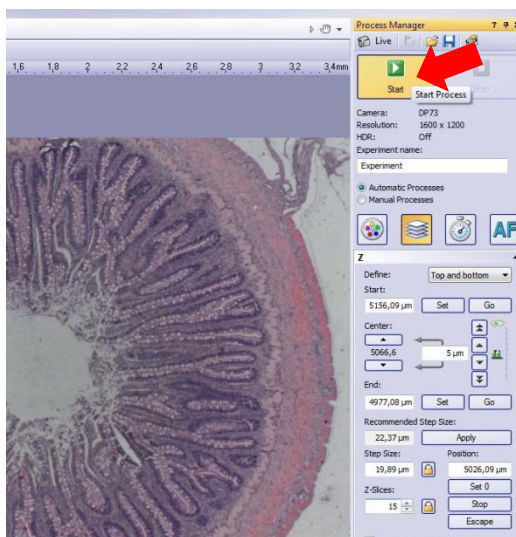 Process Manager ?
Live
1,6 1,8 2 2,2 2,4 2,6 2,8 3 3,2 3,4mm
Start
Start Process
Stop
Camera: DP73
Resolution: 1600 x 1200
HDR: Off
Experiment name:
Experiment
Automatic Processes
Manual Processes
AF
Z
Define: Top and bottom
Start:
5156,09 µm Set Go
Center:
5066,6 5 µm
End:
4977,08 µm Set Go
Recommended Step Size:
22,37 µm Apply
Step Size: Position:
19,89 µm 5026,09 µm
Z-Slices: Set 0
15 Stop
Escape